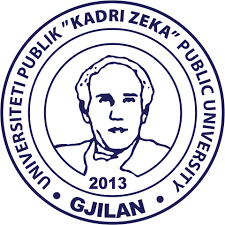 UNIVERSITETI PUBLIK "KADRI ZEKA" PUBLIC UNIVERSITY
2013
• GJILAN •